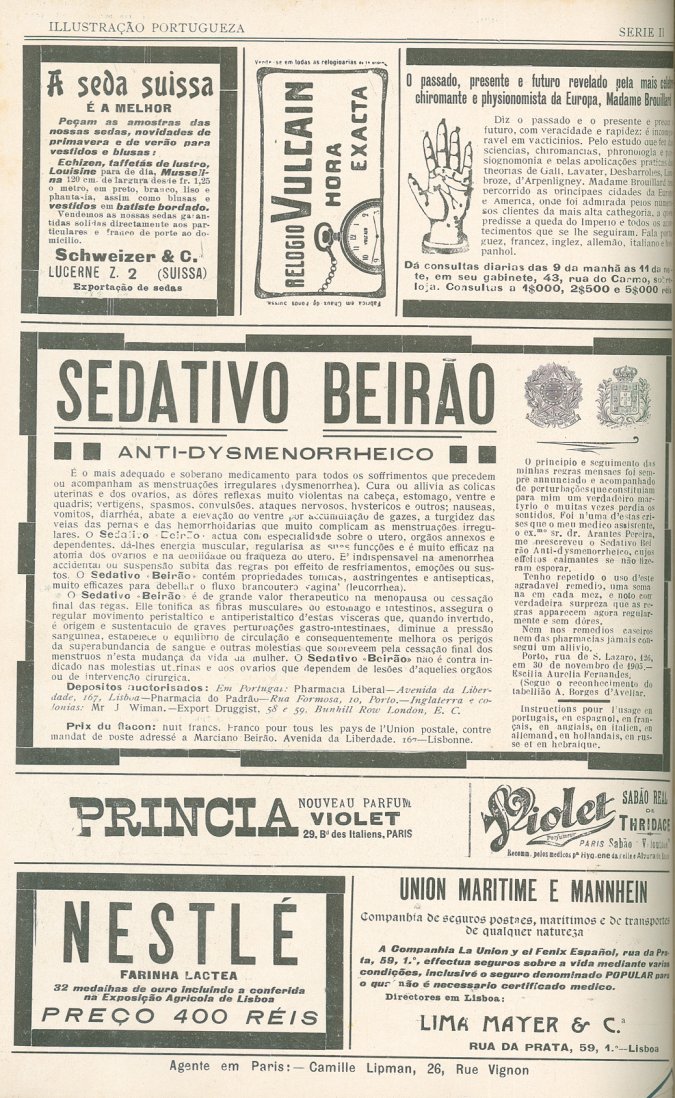 ILLUSTRAÇÃO PORTUGUEZA
SERIE II
A seda suissa
É A MELHOR
Peçam as amostras das
nossas sedas, novidades de
primavera e de verão para
vestidos e blusas:
Echizen, taffetás de lustro,
Louisine para de dia, Musseli-
na 120 cm. de largura desde fr. 1,25
o metro, em preto, branco, liso e
phantasia, assim como blusas e
vestidos em batiste bordado.
Vendemos as nossas sedas garan-
tidas solidas directamente aos par-
ticulares e franco de porte ao do-
micilio.
Schweizer & C.
LUCERNE Z. 2 (SUISSA)
Exportação de sedas
Vende-se em todas as relogioarias
RELOGIO VULCAIN
HORA
EXACTA
Fabrica em Chaux de Fonds Suissa
O passado, presente e futuro revelado pela mais
chiromante e physionomista da Europa, Madame Brouillard
Diz o passado e o presente e
futuro, com veracidade e rapidez: é
ravel em vacticinios. Pelo estudo que fez
sciencias, chiromancias, phronologia e
siognomonia e pelas applicações praticas
theorias de Gall, Lavater, Desbarrolles,
broze, d'Arpenligney. Madame Brouillard
percorrido as principaes cidades da
e America, onde foi admirada pelos
sos clientes da mais alta cathegoria, a
predisse a queda do Imperio e todos os
tecimentos que se lhe seguiram. Fala
guez, francez, inglez, allemão, italiano e
panhol.
Dá consultas diarias das 9 da manhã ás 11 da
te, em seu gabinete, 43, rua do Carmo,
loja. Consultas a 1$000, 2$500 e 5$000 réis
SEDATIVO BEIRÃO
ANTI-DYSMENORRHEICO
É o mais adequado e soberano medicamento para todos os soffrimentos que precedem
ou acompanham as menstruações irregulares (dysmenorrhea). Cura ou allivia as colicas
uterinas e dos ovarios, as dôres reflexas muito violentas na cabeça, estomago, ventre e
quadris; vertigens, spasmos, convulsões, ataques nervosos, hystericos e outros; nauseas,
vomitos, diarrhéa, abate a elevação do ventre por accumulação de gazes, a turgidez das
veias das pernas e das hemorrhoidarias que muito complicam as menstruações irregu-
lares. O Sedativo «Beirão» actua com especialidade sobre o utero, orgãos annexos e
dependentes, dá-lhes energia muscular, regularisa as suas funcções e é muito efficaz na
atonia dos ovarios e na debilidade ou fraqueza do utero. E' indispensavel na amenorrhea
accidental ou suspensão subita das regras por effeito de resfriamentos, emoções ou sus-
tos. O Sedativo «Beirão» contém propriedades tonicas, adstringentes e antisepticas,
muito efficazes para debellar o fluxo branco vaginal (leucorrhea).
O Sedativo «Beirão» é de grande valor therapeutico na menopausa ou cessação
final das regas. Elle tonifica as fibras musculares do estomago e intestinos, assegura o
regular movimento peristaltico e antiperistaltico d'estas visceras que, quando invertido,
é origem e sustentaculo de graves perturbações gastro-intestinaes, diminue a pressão
sanguinea, estabelece o equilibrio de circulação e consequentemente melhora os perigos
da superabundancia de sangue e outras molestias que sobreveem pela cessação final dos
menstruos n'esta mudança da vida da mulher. O Sedativo «Beirão» não é contra in-
dicado nas molestias utirinas e dos ovarios que dependem de lesões d'aquelles orgãos
ou de intervenção cirurgica.
Depositos auctorisados: Em Portugal: Pharmacia Liberal—Avenida da Liber-
dade, 167, Lisboa—Pharmacia do Padrão—Rua Formosa, 10, Porto.—Inglaterra e co-
lonias: Mr J Wiman.—Export Druggist, 58 e 59. Bunhill Row London, E. C.
Prix du flacon: huit francs. Franco pour tous les pays de l'Union postale, contre
mandat de poste adressé a Marciano Beirão. Avenida da Liberdade. 167—Lisbonne.
O principio e seguimento das
minhas regras mensaes foi sem-
pre annunciado e acompanhado
de perturbações que constituiam
para mim um verdadeiro mar-
tyrio e muitas vezes perdia os
sentidos. Foi n'uma d'estas cri-
ses que o meu medico assistente,
o ex.mo sr. dr. Arantes Pereira,
me prescreveu o Sedativo Bei-
rão Anti-dysmenorrheico, cujos
effeitos calmantes se não fize-
ram esperar.
Tenho repetido o uso d'este
agradavel remedio, uma sema-
na em cada mez, e noto com
verdadeira surpreza que as re-
gras apparecem agora regular-
mente e sem dôres.
Nem nos remedios caseiros
nem das pharmacias jámais con-
segui um allivio,
Porto, rua de S. Lazaro, 126,
em 30 de novembro de 1905.—
Essilia Aurelia Fernandes.
(Segue o reconhecimento do
tabellião A. Borges d'Avellar.
Instructions pour l'usage en
portugais, en espagnol, en fran-
çais, en anglais, en italien, en
allemand, en hollandais, en rus-
se et en hebraique.
PRINCIA
NOUVEAU PARFUM
VIOLET
29, Bd des Italiens, PARIS
Violet
Parfumeur
SABÃO REAL
DE
THRIDACE
PARIS Sabão
Recomm. pelos medicos pa Hygiene da Pelle e
NESTLÉ
FARINHA LACTEA
32 medalhas de ouro incluindo a conferida
na Exposição Agricola de Lisboa
PREÇO 400 RÉIS
UNION MARITIME E MANNHEIN
Companhia de seguros postaes, maritimos e de transportes
de qualquer natureza
A Companhia La Union y el Fenix Español, rua da Pra-
ta, 59, 1.º, effectua seguros sobre a vida mediante varias
condições, inclusivé o seguro denominado POPULAR para
o qual não é necessario certificado medico.
Directores em Lisboa:
LIMA MAYER & C.a
RUA DA PRATA, 59, 1.º—Lisboa
Agente em Paris:— Camille Lipman, 26, Rue Vignon